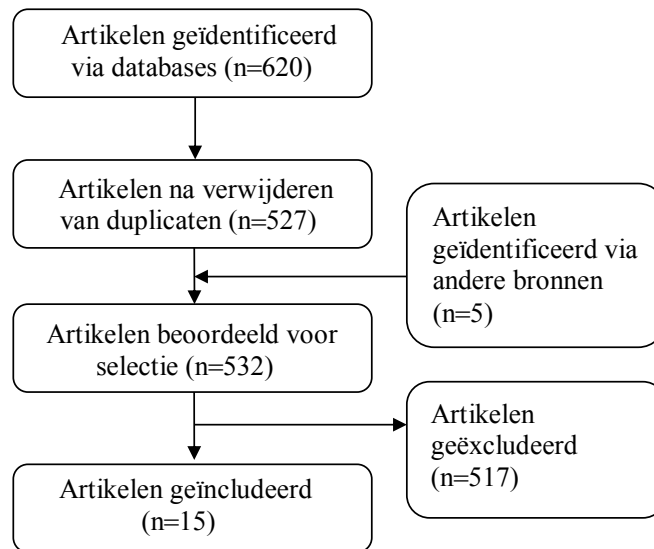 Artikelen geïdentificeerd
via databases (n=620)
Artikelen na verwijderen
van duplicaten (n=527)
Artikelen
geïdentificeerd via
andere bronnen
(n=5)
Artikelen beoordeeld voor
selectie (n=532)
Artikelen
geëxcludeerd
(n=517)
Artikelen geïncludeerd
(n=15)